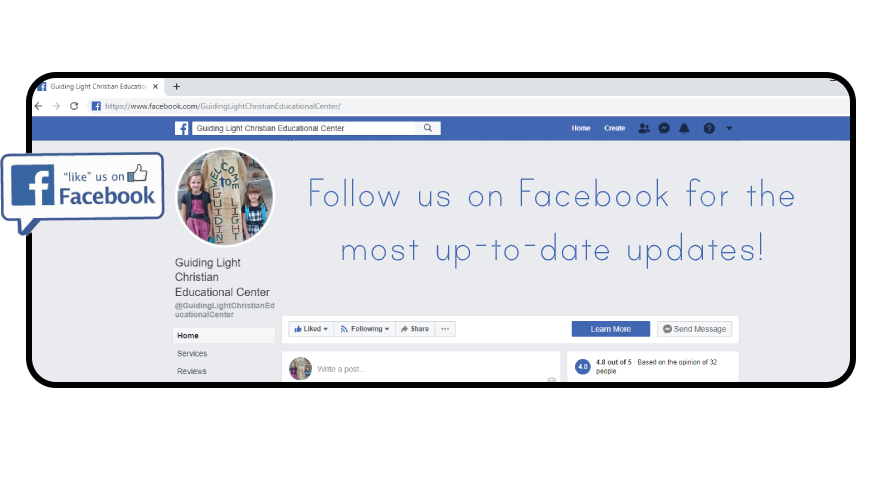 Guiding Light Christian Educatio
https://www.facebook.com/GuidingLightChristianEducationalCenter/
Guiding Light Christian Educational Center
Home
Create
"like" us on
Facebook
WELCOME
to
GUIDIN
LIGHT
Follow us on Facebook for the
most up-to-date updates!
Guiding Light
Christian
Educational Center
@GuidingLightChristianEd
ucationalCenter
Liked
Following
Share
Learn More
Send Message
Home
Services
Reviews
Write a post...
4.8
4.8 out of 5 · Based on the opinion of 32
people